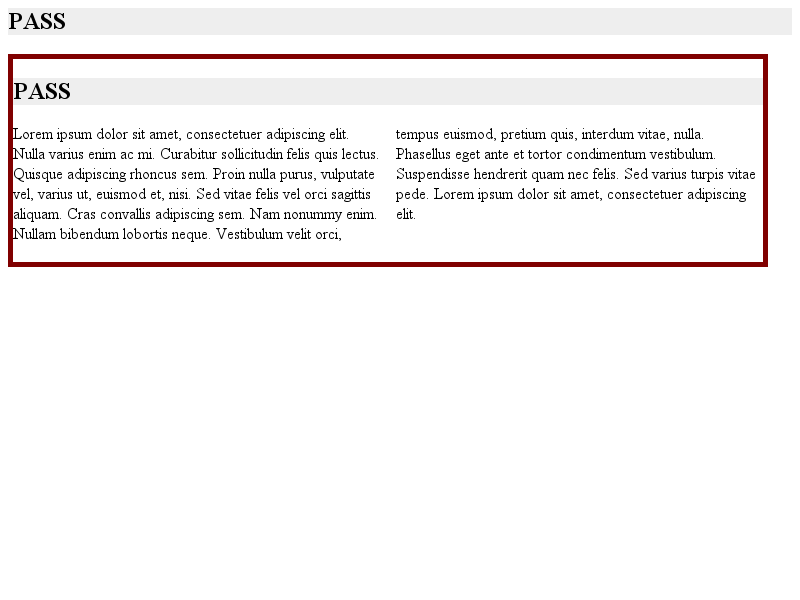 PASS
PASS
Lorem ipsum dolor sit amet, consectetuer adipiscing elit.
Nulla varius enim ac mi. Curabitur sollicitudin felis quis lectus.
Quisque adipiscing rhoncus sem. Proin nulla purus, vulputate
vel, varius ut, euismod et, nisi. Sed vitae felis vel orci sagittis
aliquam. Cras convallis adipiscing sem. Nam nonummy enim.
Nullam bibendum lobortis neque. Vestibulum velit orci,
tempus euismod, pretium quis, interdum vitae, nulla.
Phasellus eget ante et tortor condimentum vestibulum.
Suspendisse hendrerit quam nec felis. Sed varius turpis vitae
pede. Lorem ipsum dolor sit amet, consectetuer adipiscing
elit.